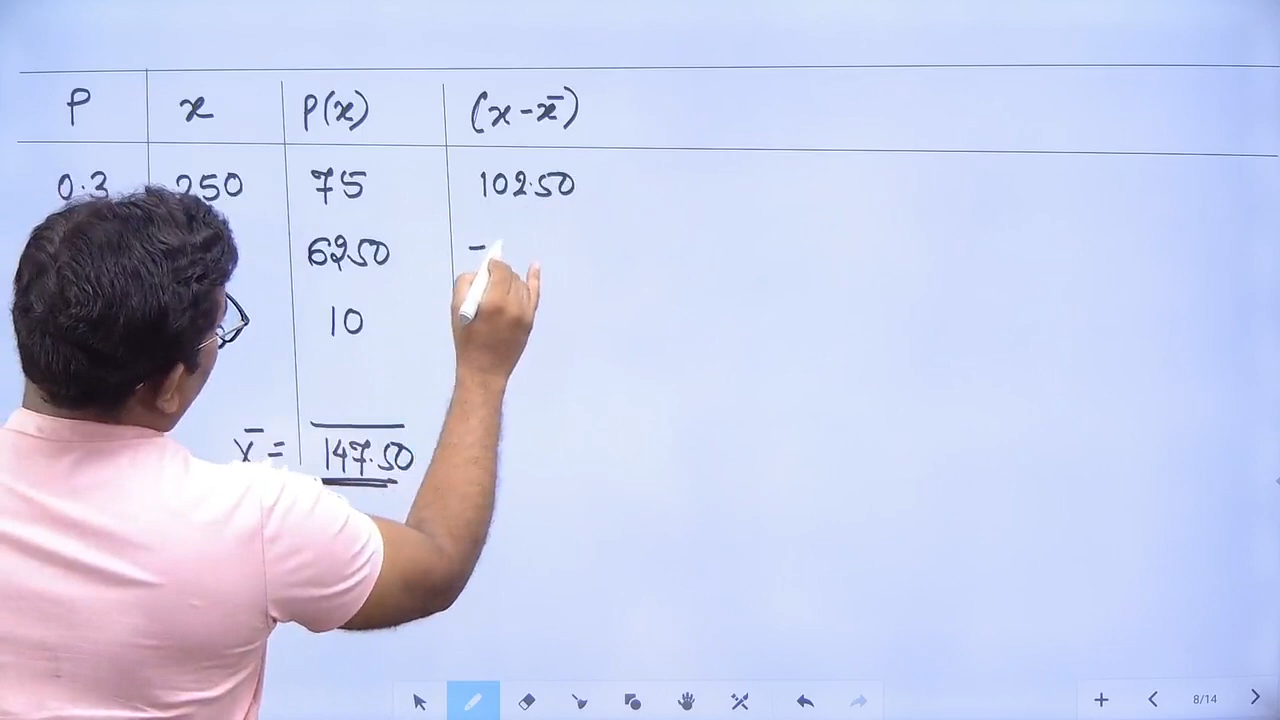 P x P(x) (x - x̄)
0.3 250 75 102.50
6250 -
10
x̄ = 147.50
8/14